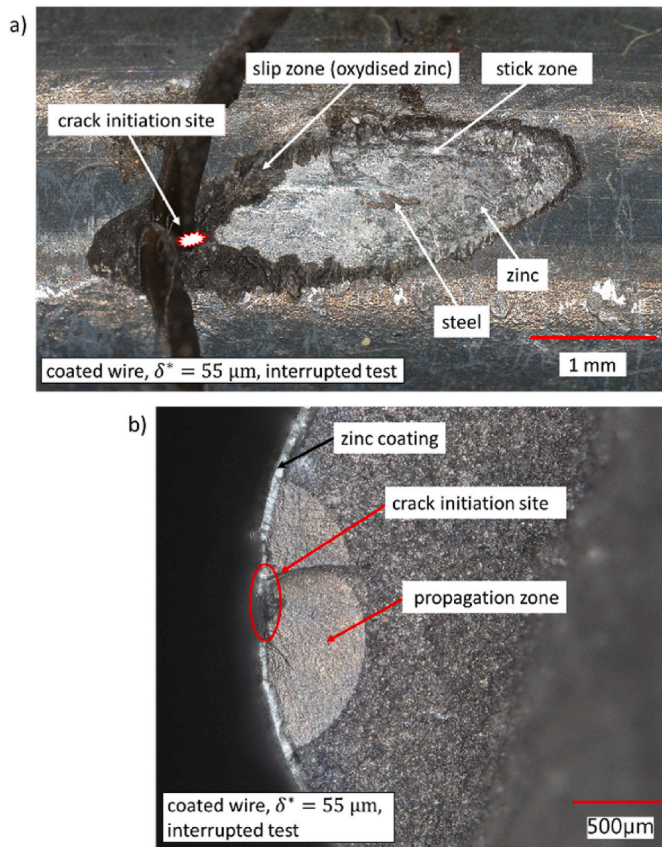 a)
slip zone (oxydised zinc)
stick zone
crack initiation site
zinc
steel
1 mm
coated wire, δ* = 55 μm, interrupted test
b)
zinc coating
crack initiation site
propagation zone
coated wire, δ* = 55 μm,
interrupted test
500μm